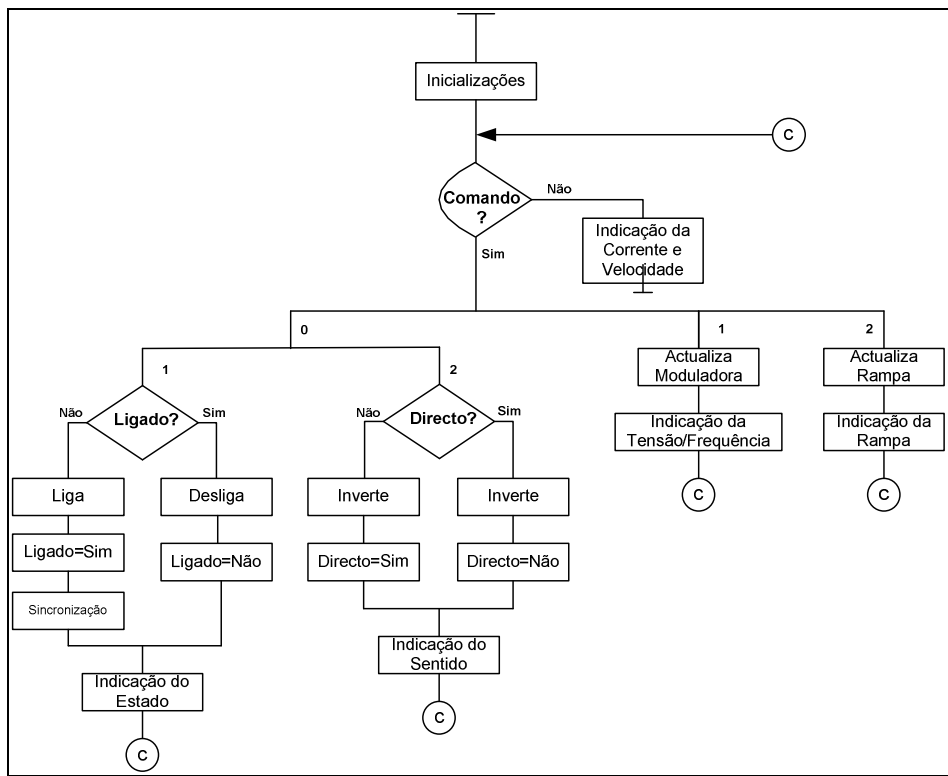 Inicializações
C
Comando
?
Não
Indicação da
Corrente e
Velocidade
Sim
0
1
2
1
2
Actualiza
Moduladora
Actualiza
Rampa
Não
Ligado?
Sim
Não
Directo?
Sim
Indicação da
Tensão/Frequência
Indicação da
Rampa
Liga
Desliga
Inverte
Inverte
C
C
Ligado=Sim
Ligado=Não
Directo=Sim
Directo=Não
Sincronização
Indicação do
Sentido
Indicação do
Estado
C
C